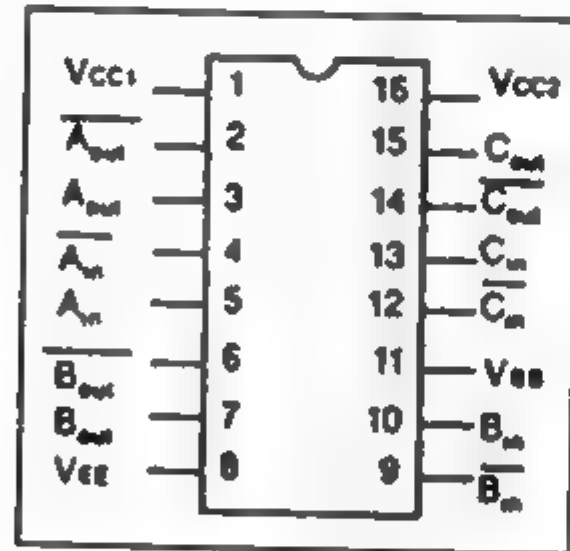 VCC1 1 16 VCC2
A̅out 2 15 Cout
Aout 3 14 C̅out
A̅in 4 13 Cin
Ain 5 12 C̅in
B̅out 6 11 VBB
Bout 7 10 Bin
VEE 8 9 B̅in